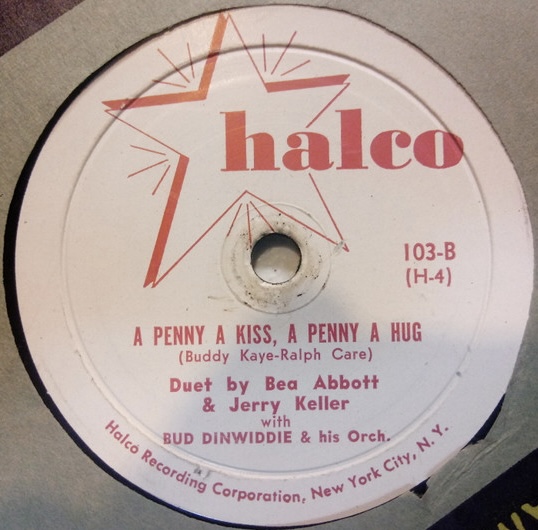 halco
103-B
(H-4)
A PENNY A KISS, A PENNY A HUG
(Buddy Kaye-Ralph Care)
Duet by Bea Abbott
& Jerry Keller
with
BUD DINWIDDIE & his Orch.
Halco Recording Corporation, New York City, N. Y.